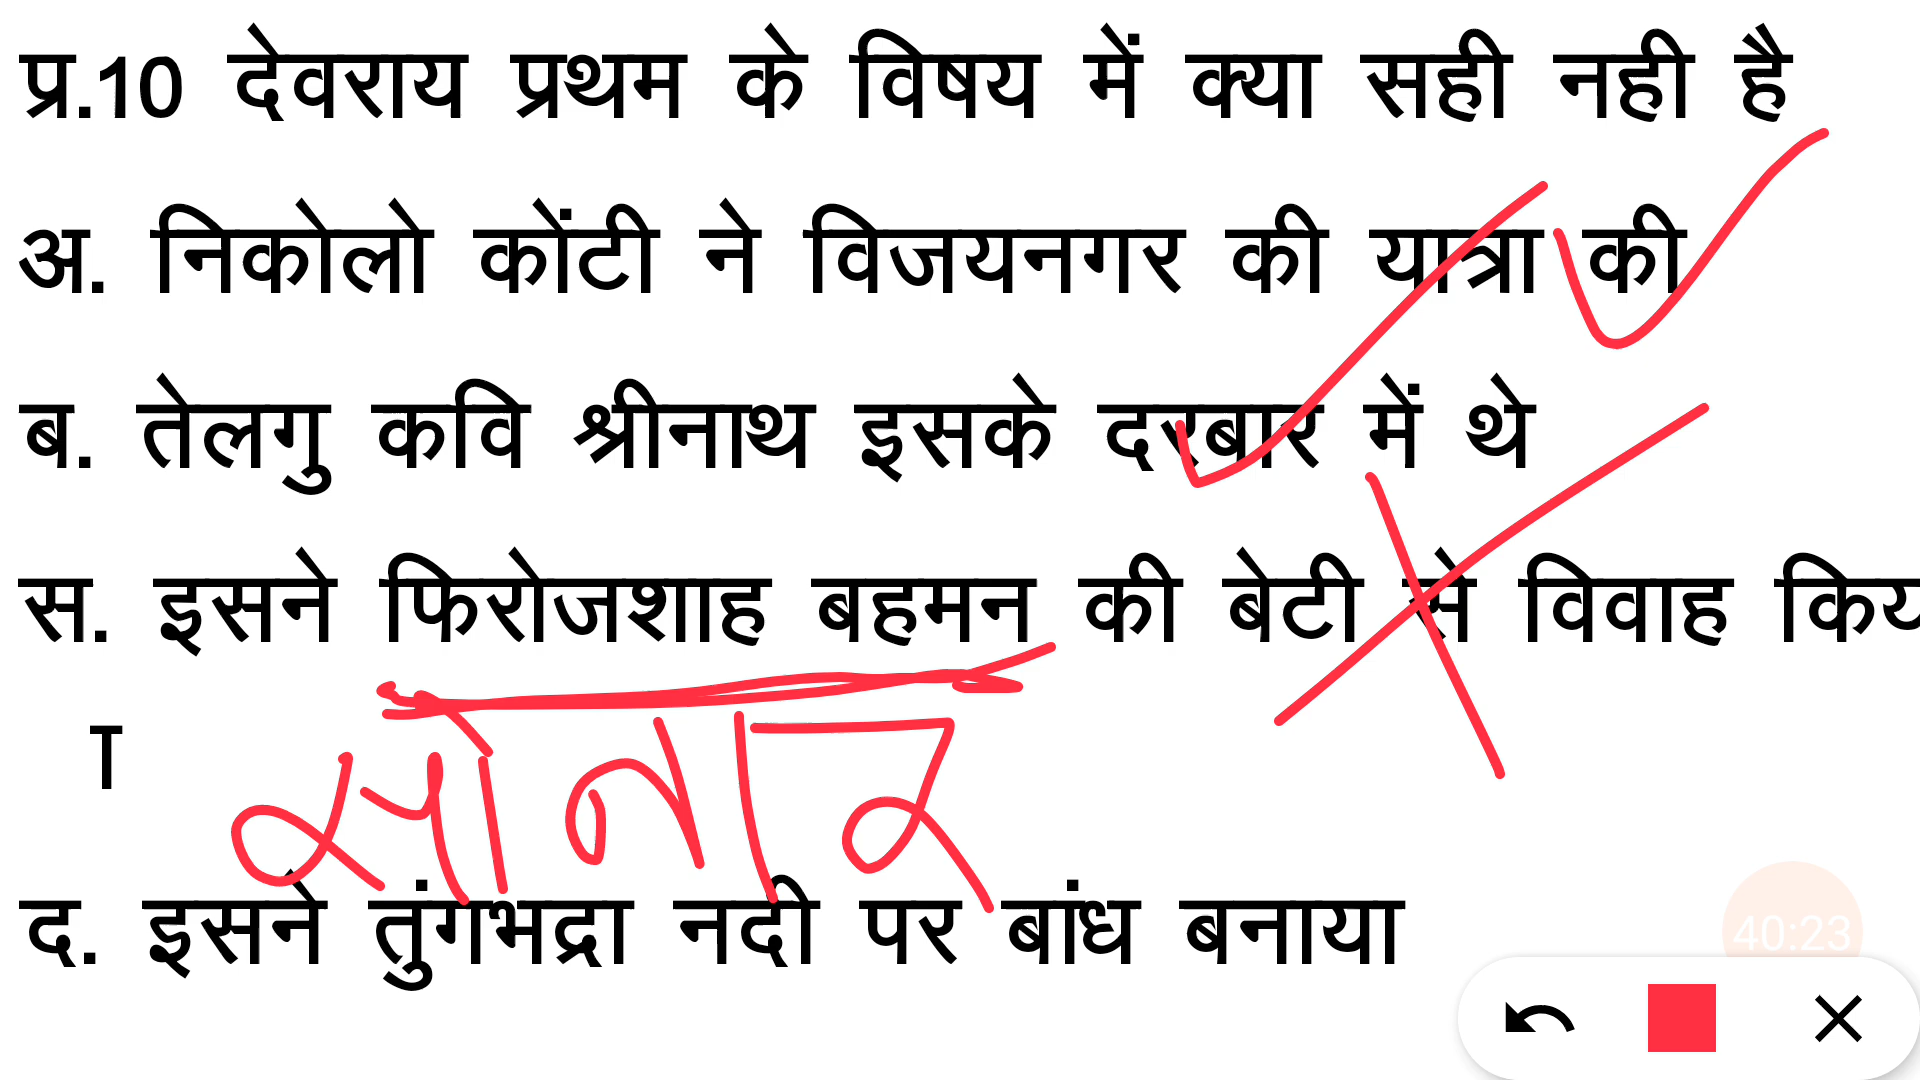 प्र.10 देवराय प्रथम के विषय में क्या सही नही है
अ. निकोलो कोंटी ने विजयनगर की यात्रा की
ब. तेलगु कवि श्रीनाथ इसके दरबार में थे
स. इसने फिरोजशाह बहमन की बेटी से विवाह किय
ा
द. इसने तुंगभद्रा नदी पर बांध बनाया
40:23